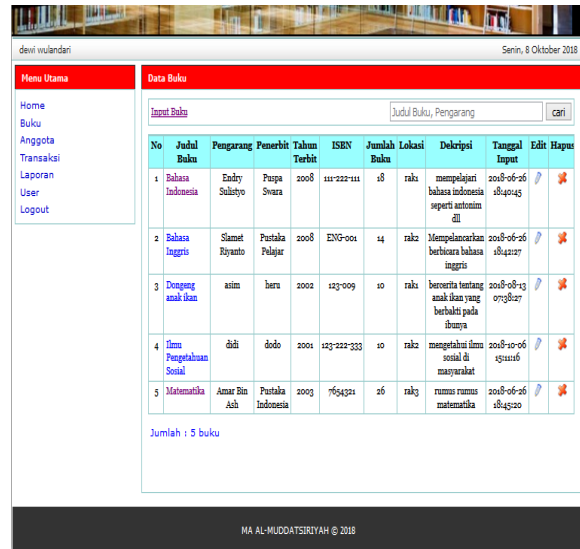 dewi wulandari
Senin, 8 Oktober 2018
Menu Utama
Home
Buku
Anggota
Transaksi
Laporan
User
Logout
Data Buku
Input Buku
Judul Buku, Pengarang
cari
No Judul Buku Pengarang Penerbit Tahun Terbit ISBN Jumlah Buku Lokasi Dekripsi Tanggal Input Edit Hapus
1 Bahasa Indonesia Endry Sulistyo Puspa Swara 2008 111-222-111 18 rak1 mempelajari bahasa indonesia seperti antonim dll 2018-06-26 18:40:45
2 Bahasa Inggris Slamet Riyanto Pustaka Pelajar 2008 ENG-001 14 rak2 Mempelancarkan berbicara bahasa inggris 2018-06-26 18:42:27
3 Dongeng anak ikan asim heru 2002 123-009 10 rak1 bercerita tentang anak ikan yang berbakti pada ibunya 2018-08-13 07:38:27
4 Ilmu Pengetahuan Sosial didi dodo 2001 123-222-333 10 rak2 mengetahui ilmu sosial di masyarakat 2018-10-06 15:11:16
5 Matematika Amar Bin Ash Pustaka Indonesia 2003 7654321 26 rak3 rumus rumus matematika 2018-06-26 18:45:20
Jumlah : 5 buku
MA AL-MUDDATSIRIYAH © 2018